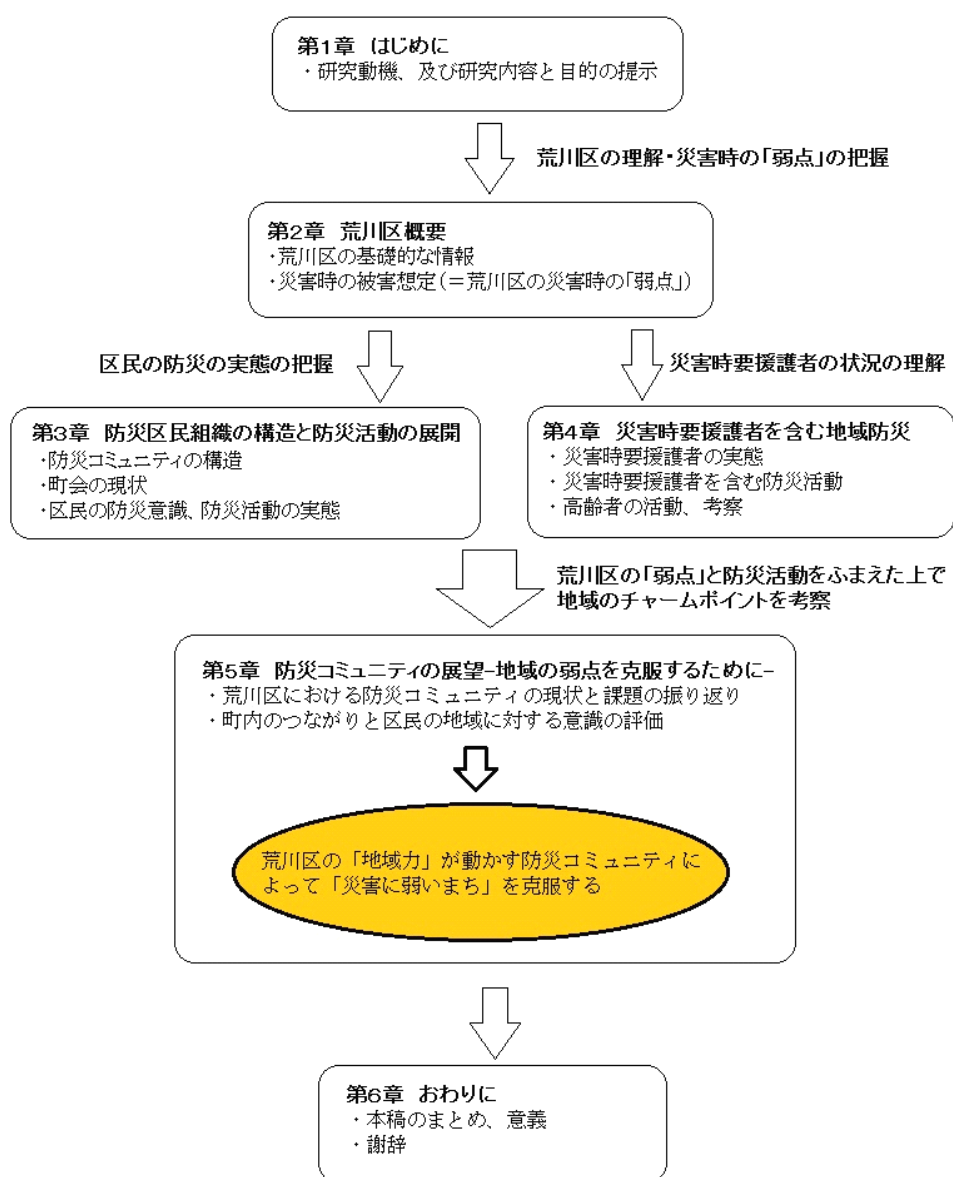 第1章 はじめに
・研究動機、及び研究内容と目的の提示
荒川区の理解・災害時の「弱点」の把握
第2章 荒川区概要
・荒川区の基礎的な情報
・災害時の被害想定(＝荒川区の災害時の「弱点」)
区民の防災の実態の把握
災害時要援護者の状況の理解
第3章 防災区民組織の構造と防災活動の展開
・防災コミュニティの構造
・町会の現状
・区民の防災意識、防災活動の実態
第4章 災害時要援護者を含む地域防災
・災害時要援護者の実態
・災害時要援護者を含む防災活動
・高齢者の活動、考察
荒川区の「弱点」と防災活動をふまえた上で
地域のチャームポイントを考察
第5章 防災コミュニティの展望-地域の弱点を克服するために-
・荒川区における防災コミュニティの現状と課題の振り返り
・町内のつながりと区民の地域に対する意識の評価
荒川区の「地域力」が動かす防災コミュニティに
よって「災害に弱いまち」を克服する
第6章 おわりに
・本稿のまとめ、意義
・謝辞